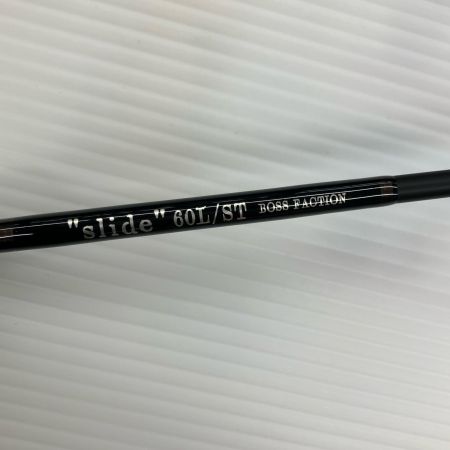 "slide" 60L/ST BOSS FACTION